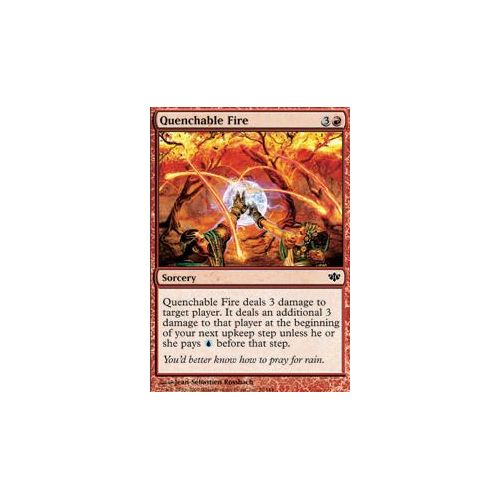 Quenchable Fire 3
Sorcery
Quenchable Fire deals 3 damage to
target player. It deals an additional 3
damage to that player at the beginning
of your next upkeep step unless he or
she pays before that step.
You'd better know how to pray for rain.
Jean-Sébastien Rossbach